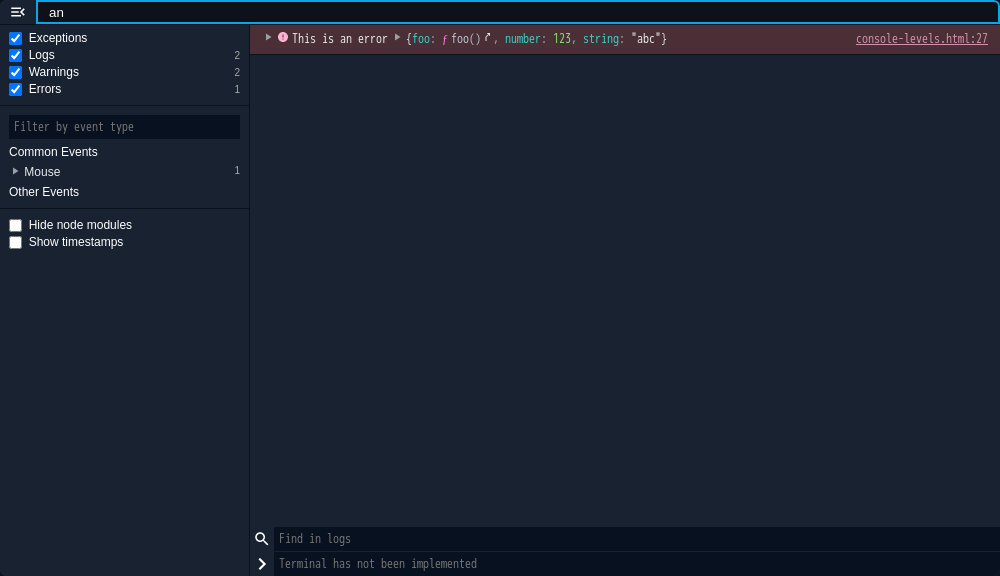 an
Exceptions
Logs 2
Warnings 2
Errors 1
Filter by event type
Common Events
Mouse 1
Other Events
Hide node modules
Show timestamps
This is an error {foo: ƒ foo(), number: 123, string: "abc"} console-levels.html:27
Find in logs
Terminal has not been implemented